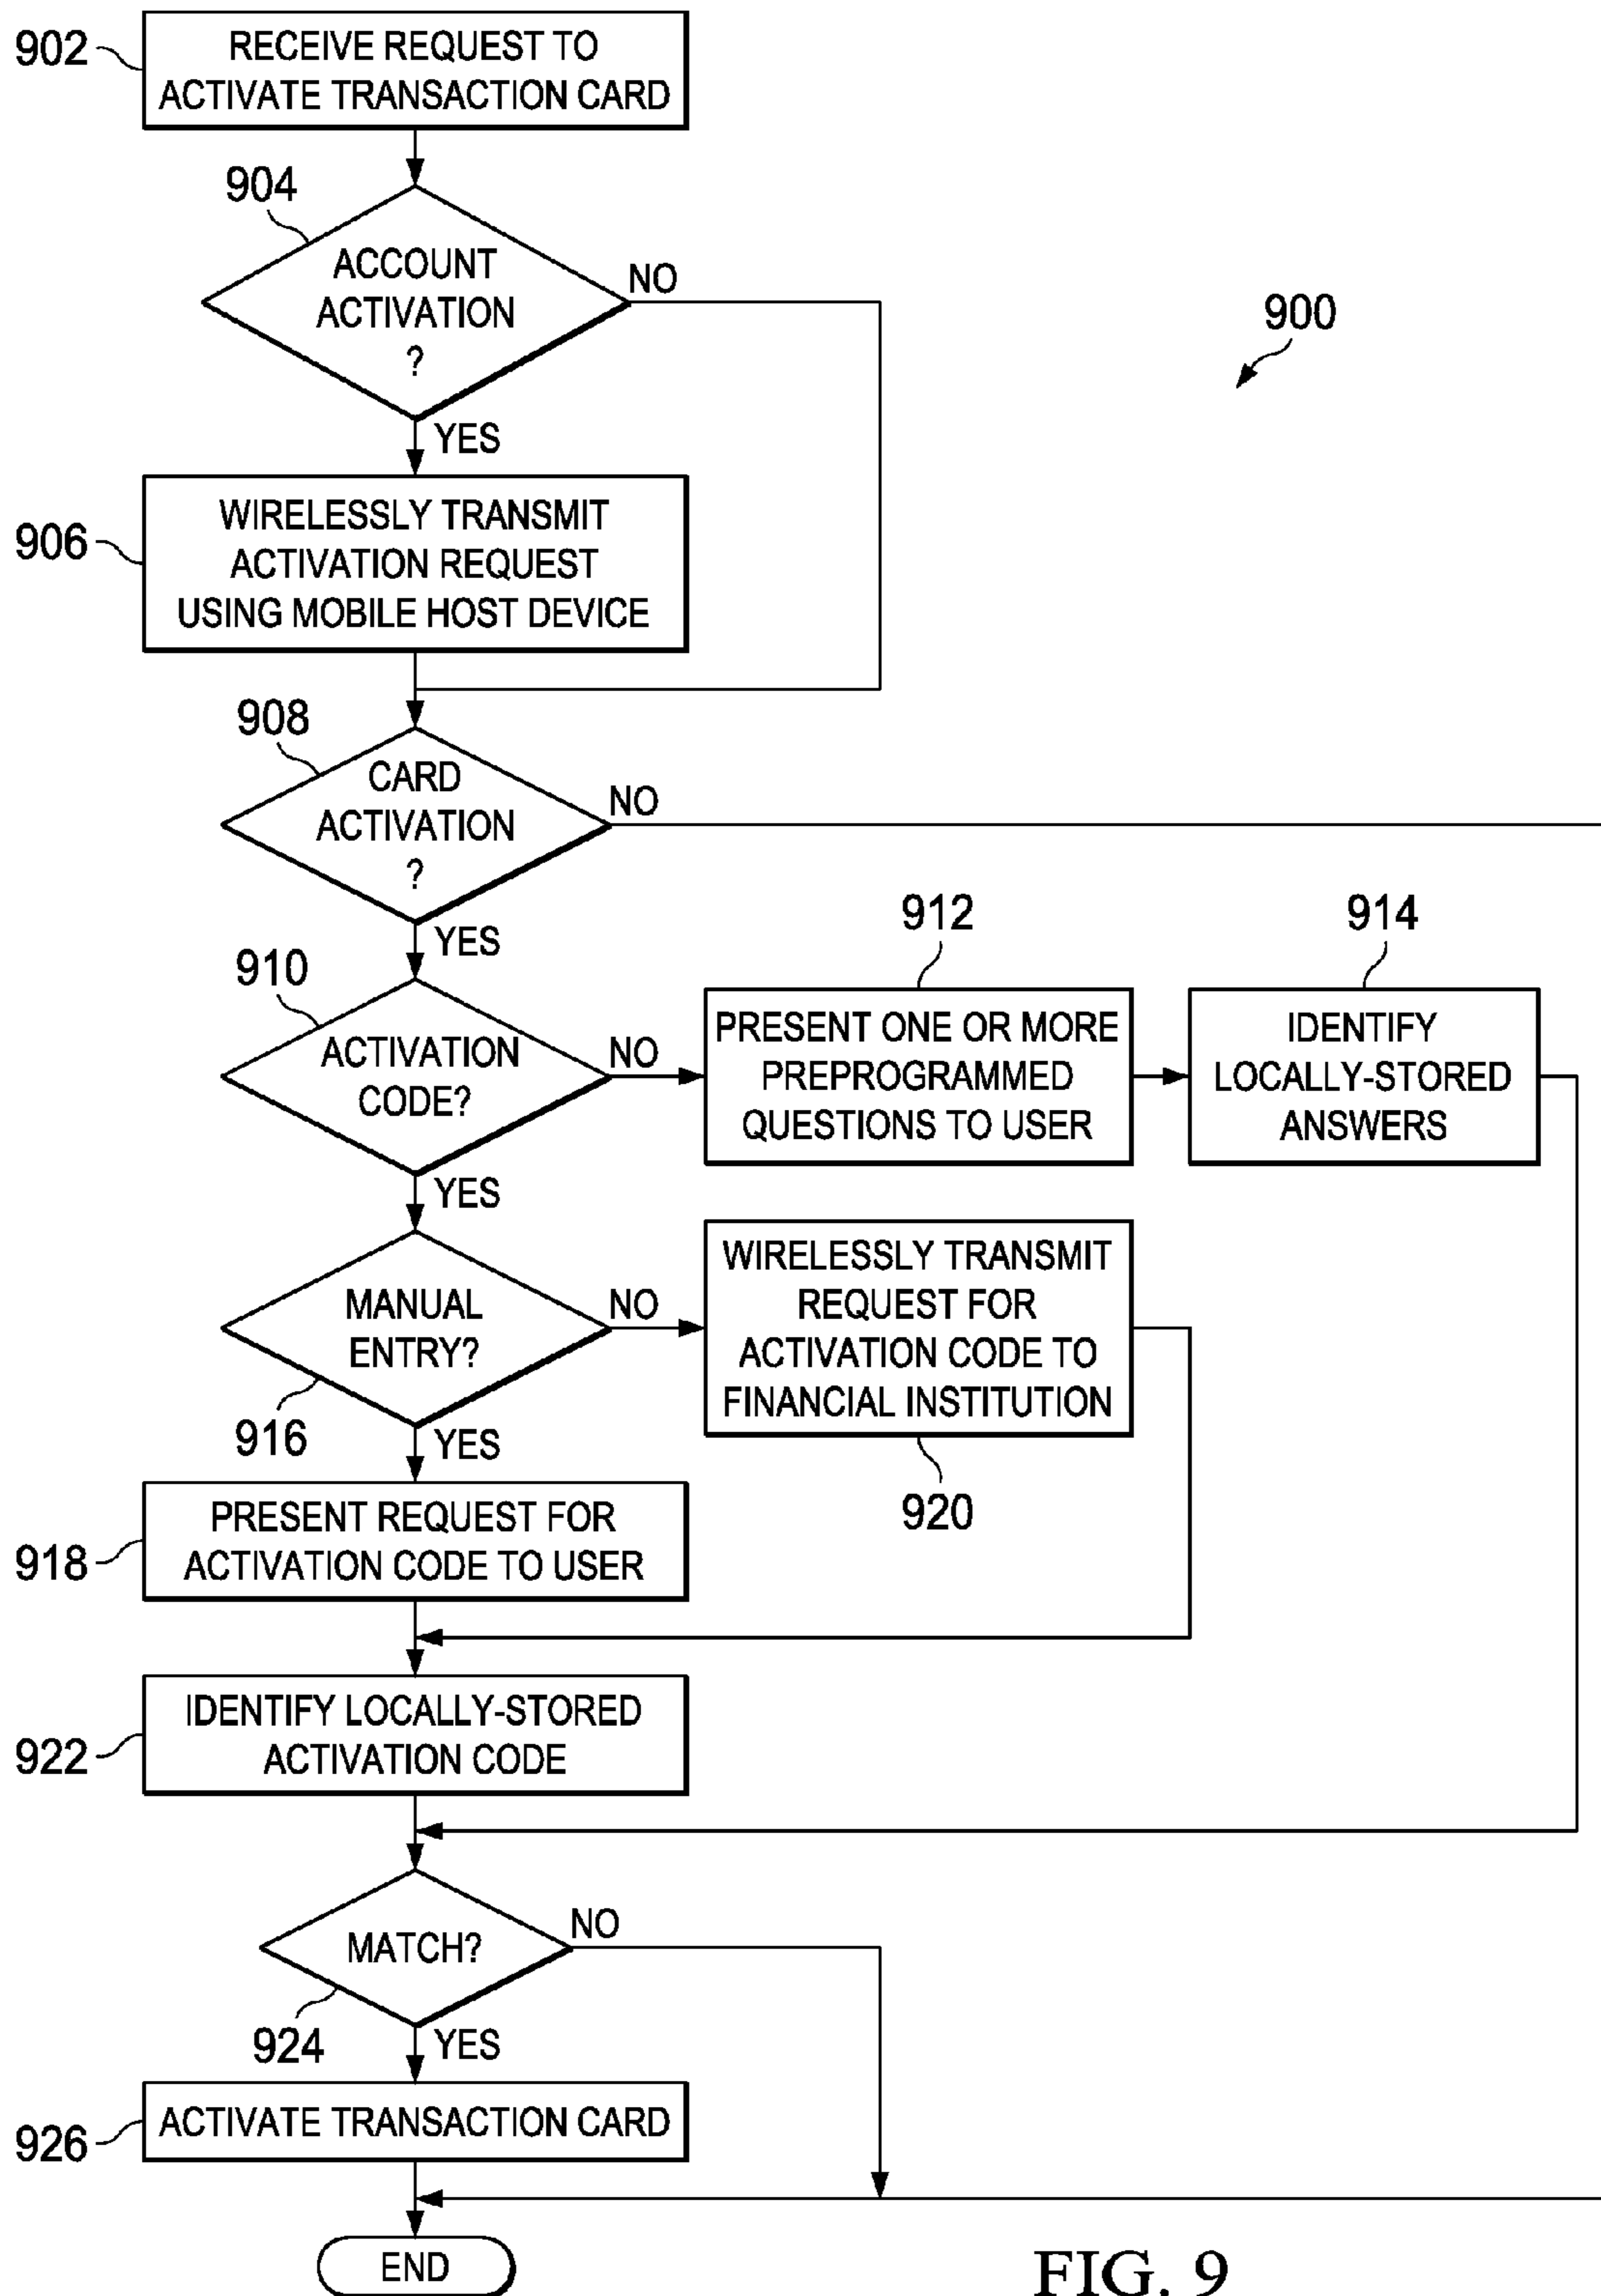 902
RECEIVE REQUEST TO
ACTIVATE TRANSACTION CARD
904
ACCOUNT
ACTIVATION
?
NO
900
YES
906
WIRELESSLY TRANSMIT
ACTIVATION REQUEST
USING MOBILE HOST DEVICE
908
CARD
ACTIVATION
?
NO
YES
910
ACTIVATION
CODE?
NO
912
PRESENT ONE OR MORE
PREPROGRAMMED
QUESTIONS TO USER
914
IDENTIFY
LOCALLY-STORED
ANSWERS
YES
MANUAL
ENTRY?
916
NO
WIRELESSLY TRANSMIT
REQUEST FOR
ACTIVATION CODE TO
FINANCIAL INSTITUTION
920
YES
918
PRESENT REQUEST FOR
ACTIVATION CODE TO USER
922
IDENTIFY LOCALLY-STORED
ACTIVATION CODE
MATCH?
NO
924
YES
926
ACTIVATE TRANSACTION CARD
END
FIG. 9